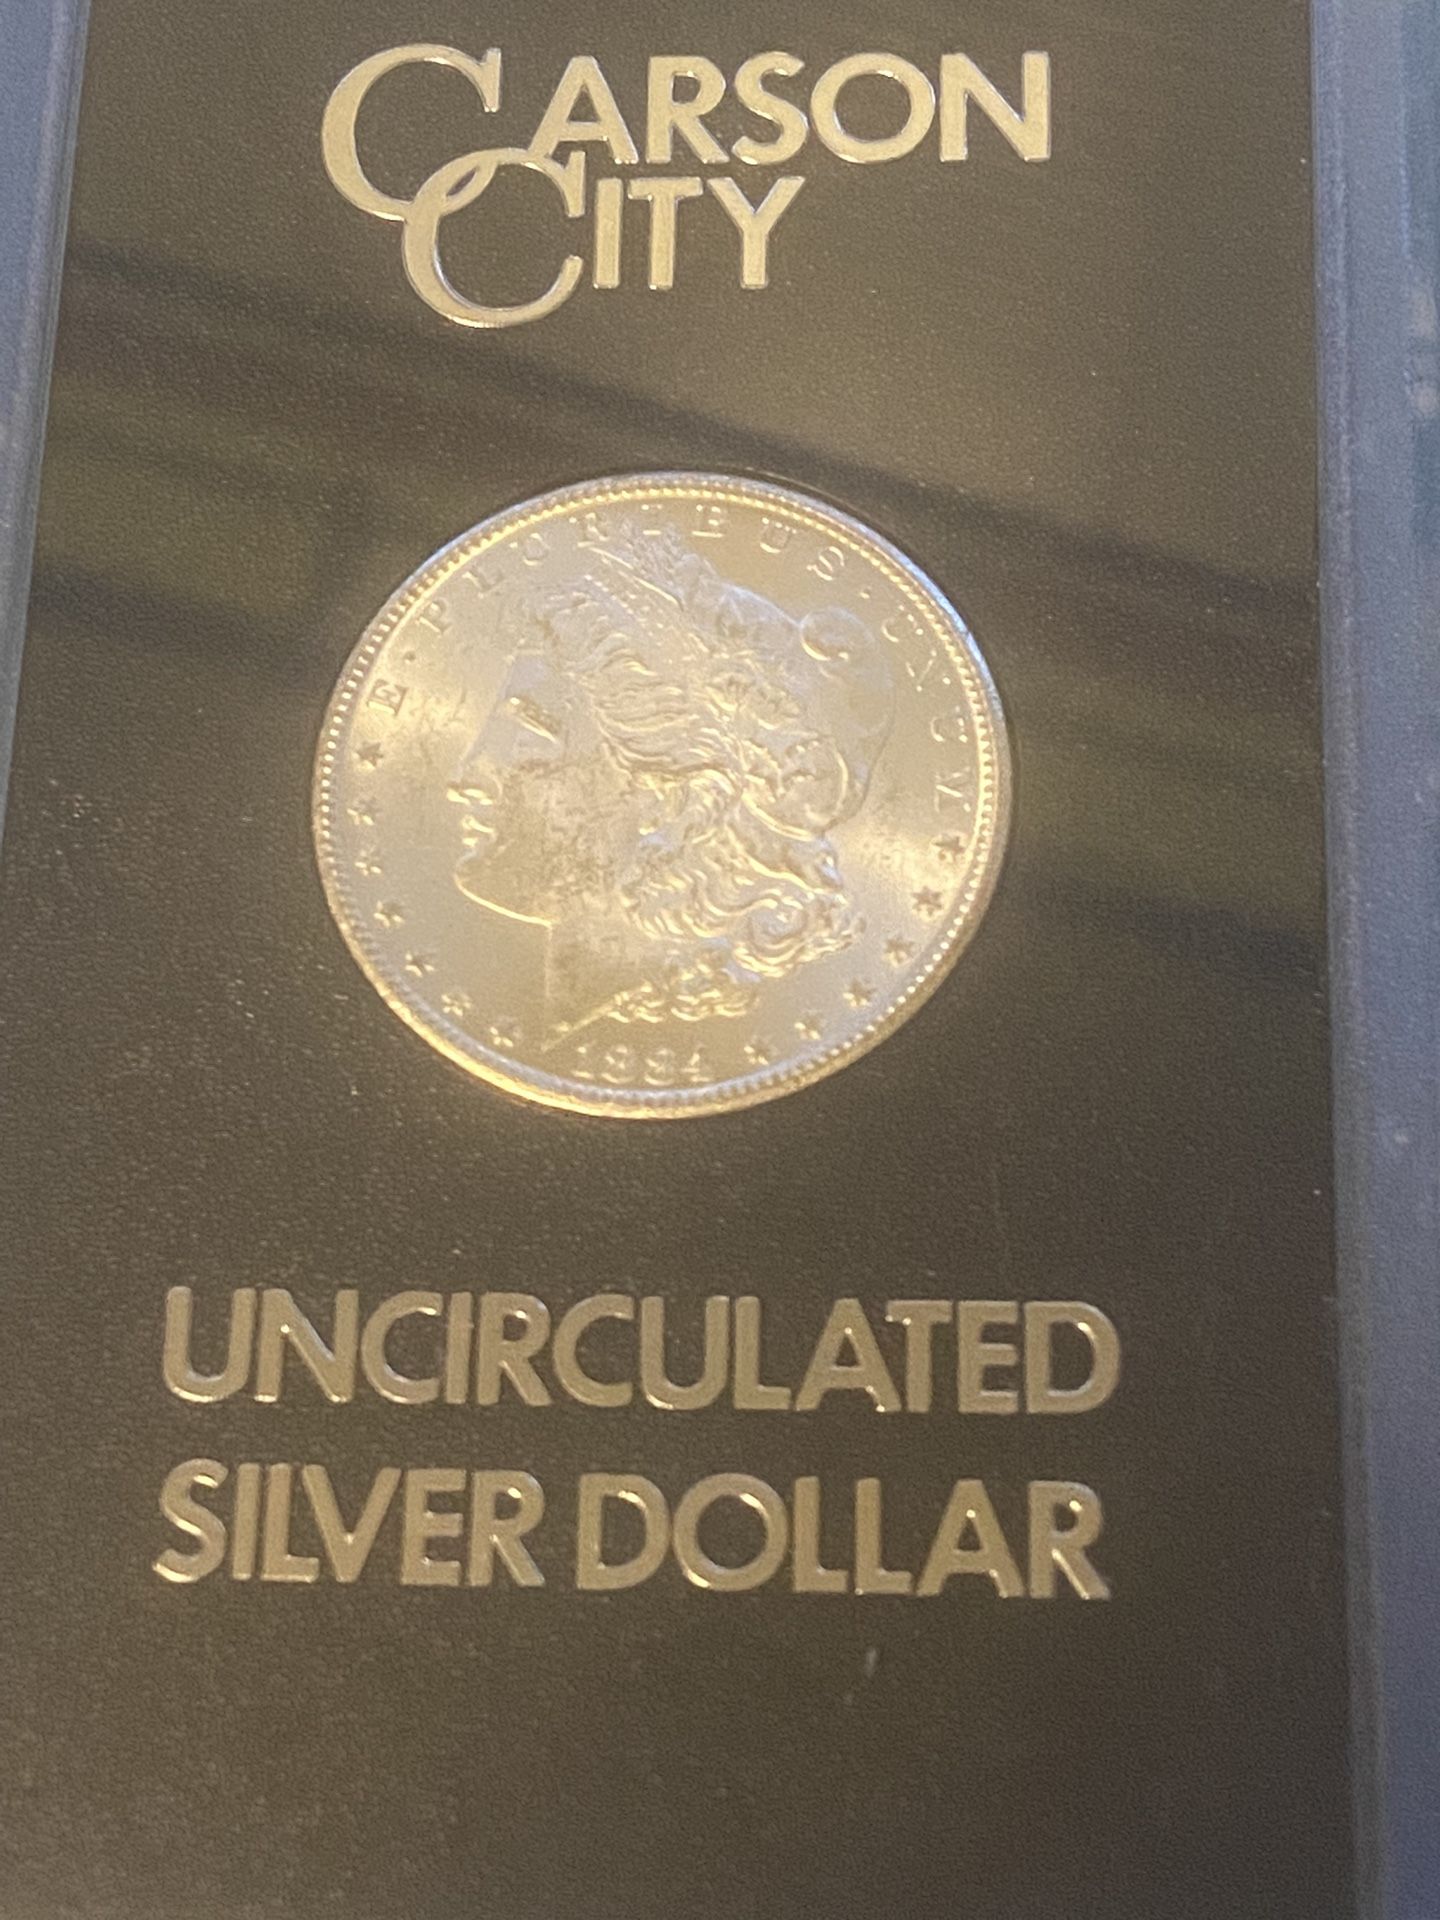 CARSON
CITY
E·PLURIBUS·UNUM
1884
UNCIRCULATED
SILVER DOLLAR